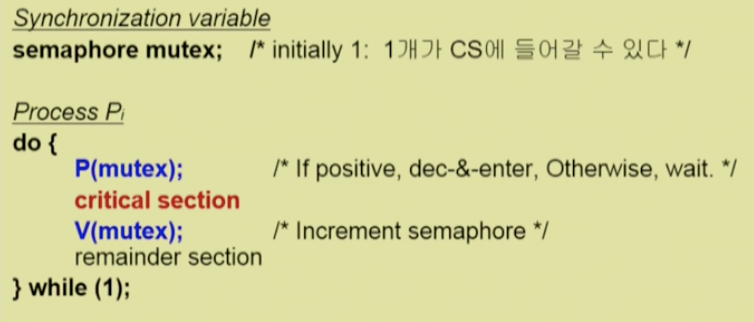 Synchronization variable
semaphore mutex; /* initially 1: 1개가 CS에 들어갈 수 있다 */
Process Pi
do {
P(mutex); /* If positive, dec-&-enter, Otherwise, wait. */
critical section
V(mutex); /* Increment semaphore */
remainder section
} while (1);